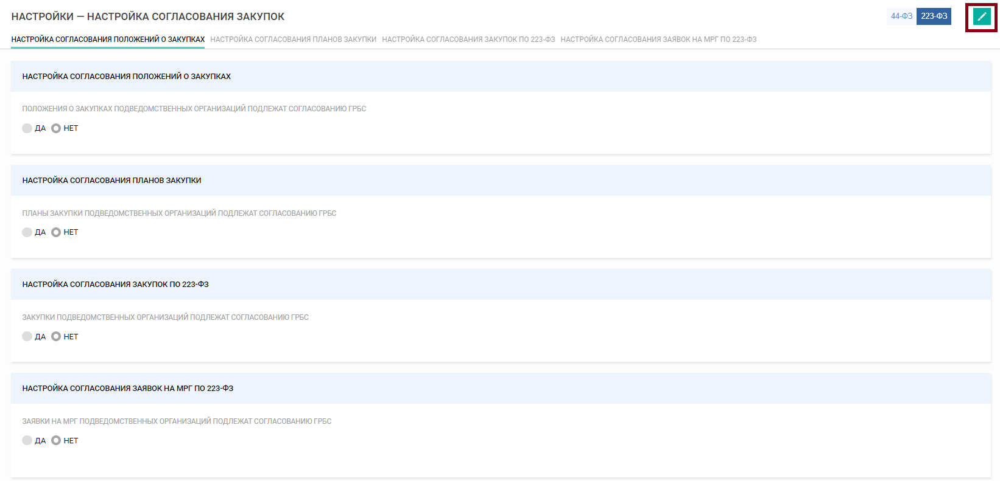 НАСТРОЙКИ — НАСТРОЙКА СОГЛАСОВАНИЯ ЗАКУПОК
44-ФЗ 223-ФЗ
НАСТРОЙКА СОГЛАСОВАНИЯ ПОЛОЖЕНИЙ О ЗАКУПКАХ НАСТРОЙКА СОГЛАСОВАНИЯ ПЛАНОВ ЗАКУПКИ НАСТРОЙКА СОГЛАСОВАНИЯ ЗАКУПОК ПО 223-ФЗ НАСТРОЙКА СОГЛАСОВАНИЯ ЗАЯВОК НА МРГ ПО 223-ФЗ
НАСТРОЙКА СОГЛАСОВАНИЯ ПОЛОЖЕНИЙ О ЗАКУПКАХ
ПОЛОЖЕНИЯ О ЗАКУПКАХ ПОДВЕДОМСТВЕННЫХ ОРГАНИЗАЦИЙ ПОДЛЕЖАТ СОГЛАСОВАНИЮ ГРБС
ДА НЕТ
НАСТРОЙКА СОГЛАСОВАНИЯ ПЛАНОВ ЗАКУПКИ
ПЛАНЫ ЗАКУПКИ ПОДВЕДОМСТВЕННЫХ ОРГАНИЗАЦИЙ ПОДЛЕЖАТ СОГЛАСОВАНИЮ ГРБС
ДА НЕТ
НАСТРОЙКА СОГЛАСОВАНИЯ ЗАКУПОК ПО 223-ФЗ
ЗАКУПКИ ПОДВЕДОМСТВЕННЫХ ОРГАНИЗАЦИЙ ПОДЛЕЖАТ СОГЛАСОВАНИЮ ГРБС
ДА НЕТ
НАСТРОЙКА СОГЛАСОВАНИЯ ЗАЯВОК НА МРГ ПО 223-ФЗ
ЗАЯВКИ НА МРГ ПОДВЕДОМСТВЕННЫХ ОРГАНИЗАЦИЙ ПОДЛЕЖАТ СОГЛАСОВАНИЮ ГРБС
ДА НЕТ